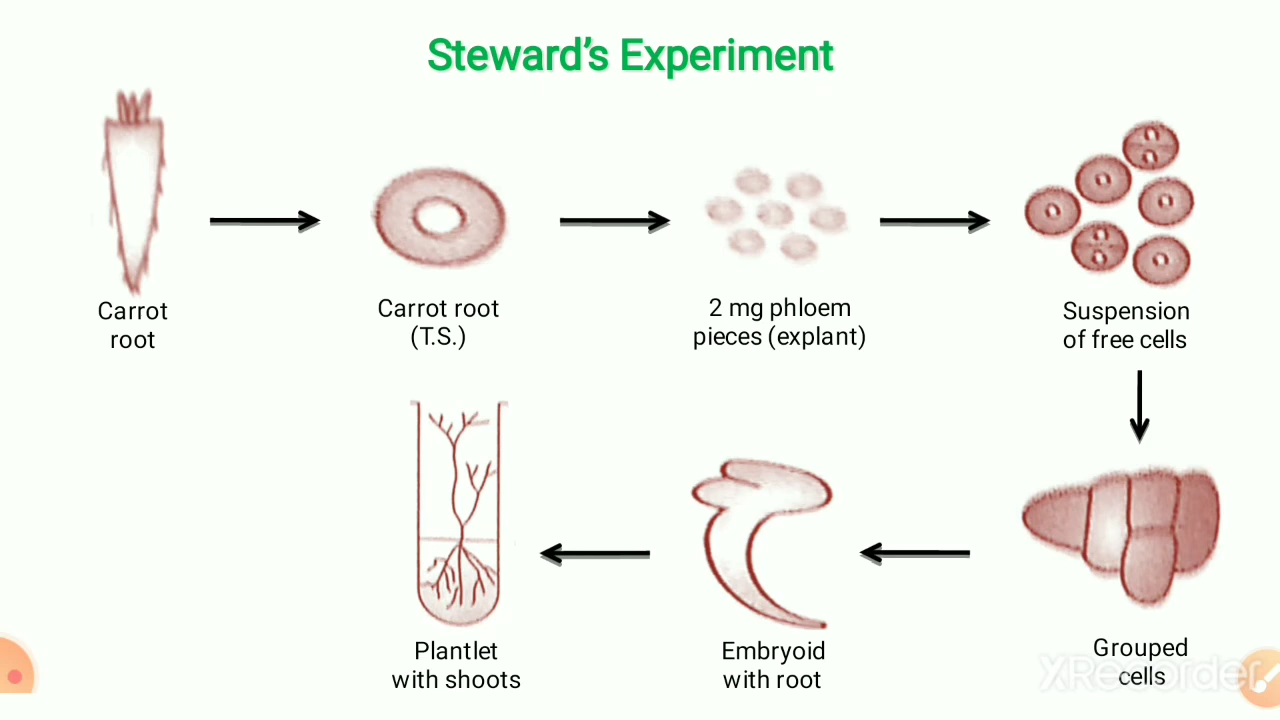 Steward's Experiment
Carrot
root
Carrot root
(T.S.)
2 mg phloem
pieces (explant)
Suspension
of free cells
Plantlet
with shoots
Embryoid
with root
Grouped
cells
XRecorder